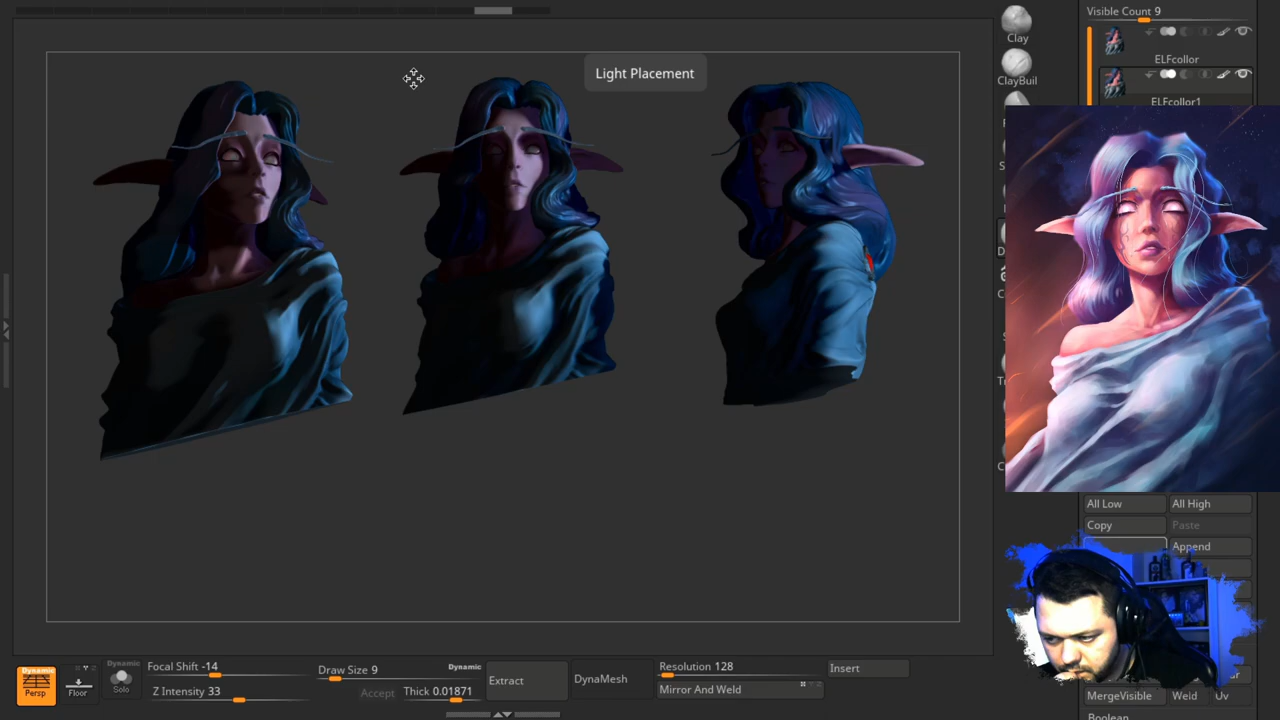 Visible Count 9
Clay
ELFcollor
Light Placement
ClayBuil
ELFcollor1
All Low
All High
Copy
Paste
Append
Dynamic
Persp
Floor
Dynamic
Solo
Focal Shift -14
Z Intensity 33
Draw Size 9
Dynamic
Accept
Thick 0.01871
Extract
DynaMesh
Resolution 128
Mirror And Weld
Insert
MergeVisible
Weld
Uv
Boolean